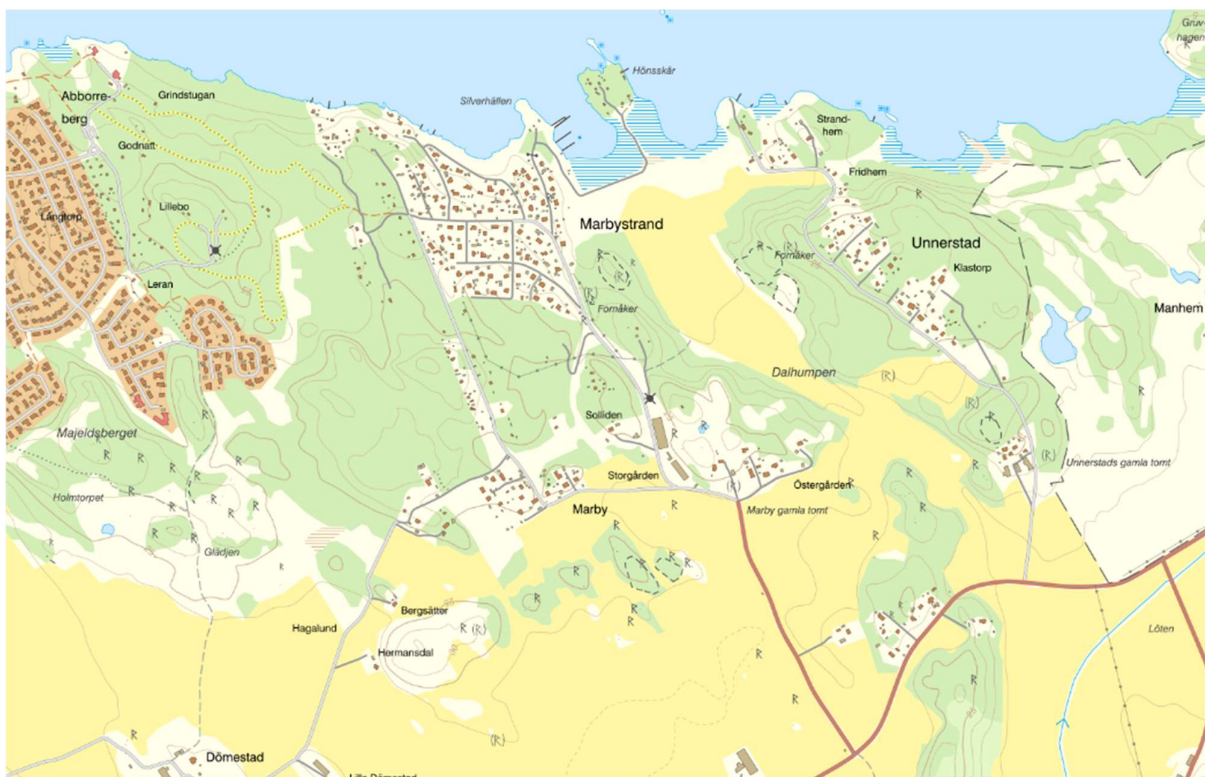 Gruv-
hagen
Hönsskär
Abborre-
berg
Grindstugan
Silverhällen
Strand-
hem
Godnatt
Fridhem
Lillebo
Långtorp
Marbystrand
Unnerstad
Fornåker
Klastorp
Leran
Fornåker
Manhem
Dalhumpen
Solliden
Majeldsberget
Unnerstads gamla tomt
Storgården
Östergården
Holmtorpet
Marby
Marby gamla tomt
Glädjen
Bergsätter
Hagalund
Löten
Hermansdal
Dömestad
Lilla Dömestad